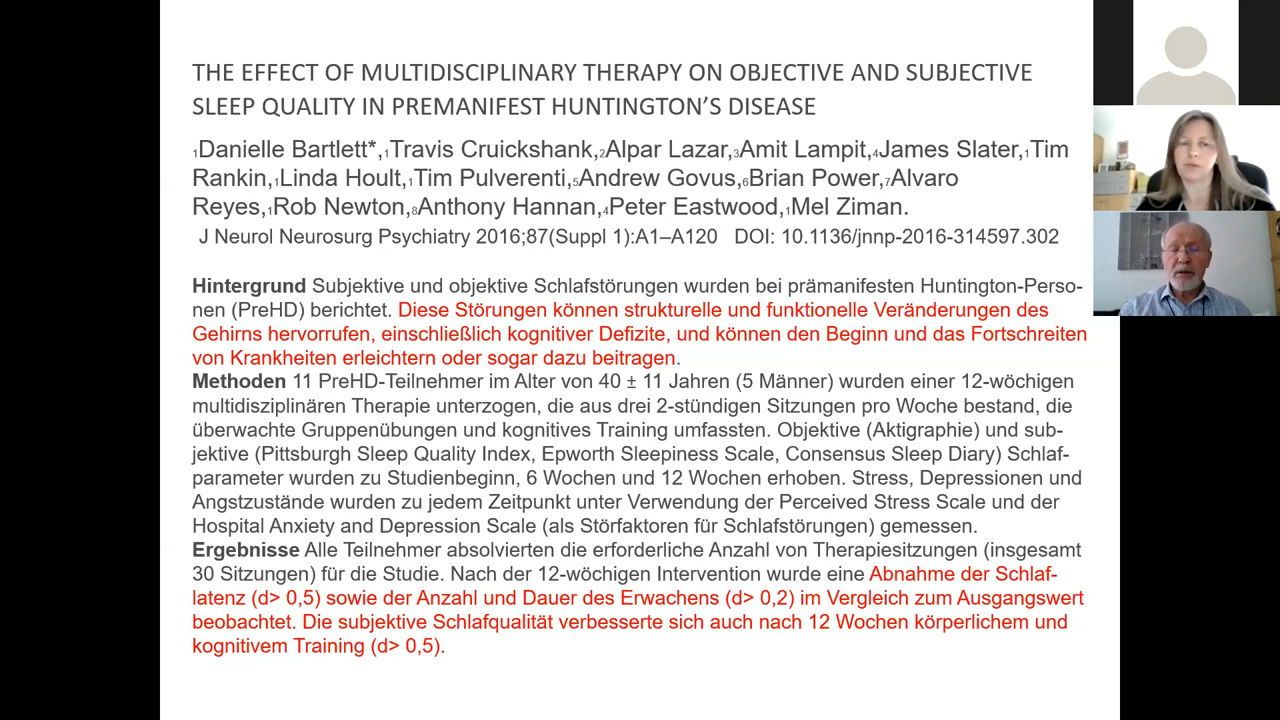 THE EFFECT OF MULTIDISCIPLINARY THERAPY ON OBJECTIVE AND SUBJECTIVE
SLEEP QUALITY IN PREMANIFEST HUNTINGTON’S DISEASE
1Danielle Bartlett*,1Travis Cruickshank,2Alpar Lazar,3Amit Lampit,4James Slater,1Tim
Rankin,1Linda Hoult,1Tim Pulverenti,5Andrew Govus,6Brian Power,7Alvaro
Reyes,1Rob Newton,8Anthony Hannan,4Peter Eastwood,1Mel Ziman.
J Neurol Neurosurg Psychiatry 2016;87(Suppl 1):A1–A120 DOI: 10.1136/jnnp-2016-314597.302
Hintergrund Subjektive und objektive Schlafstörungen wurden bei prämanifesten Huntington-Perso-
nen (PreHD) berichtet. Diese Störungen können strukturelle und funktionelle Veränderungen des
Gehirns hervorrufen, einschließlich kognitiver Defizite, und können den Beginn und das Fortschreiten
von Krankheiten erleichtern oder sogar dazu beitragen.
Methoden 11 PreHD-Teilnehmer im Alter von 40 ± 11 Jahren (5 Männer) wurden einer 12-wöchigen
multidisziplinären Therapie unterzogen, die aus drei 2-stündigen Sitzungen pro Woche bestand, die
überwachte Gruppenübungen und kognitives Training umfassten. Objektive (Aktigraphie) und sub-
jektive (Pittsburgh Sleep Quality Index, Epworth Sleepiness Scale, Consensus Sleep Diary) Schlaf-
parameter wurden zu Studienbeginn, 6 Wochen und 12 Wochen erhoben. Stress, Depressionen und
Angstzustände wurden zu jedem Zeitpunkt unter Verwendung der Perceived Stress Scale und der
Hospital Anxiety and Depression Scale (als Störfaktoren für Schlafstörungen) gemessen.
Ergebnisse Alle Teilnehmer absolvierten die erforderliche Anzahl von Therapiesitzungen (insgesamt
30 Sitzungen) für die Studie. Nach der 12-wöchigen Intervention wurde eine Abnahme der Schlaf-
latenz (d> 0,5) sowie der Anzahl und Dauer des Erwachens (d> 0,2) im Vergleich zum Ausgangswert
beobachtet. Die subjektive Schlafqualität verbesserte sich auch nach 12 Wochen körperlichem und
kognitivem Training (d> 0,5).